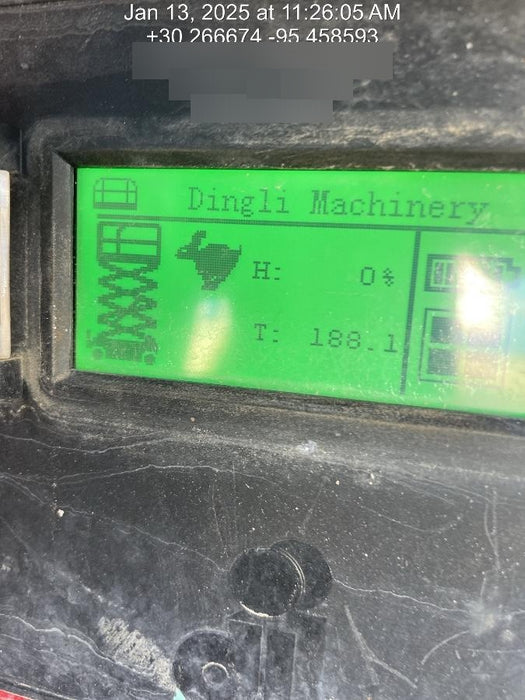 Jan 13, 2025 at 11:26:05 AM
+30.266674,-95.458593
Dingli Machinery
H: 0%
T: 188.1